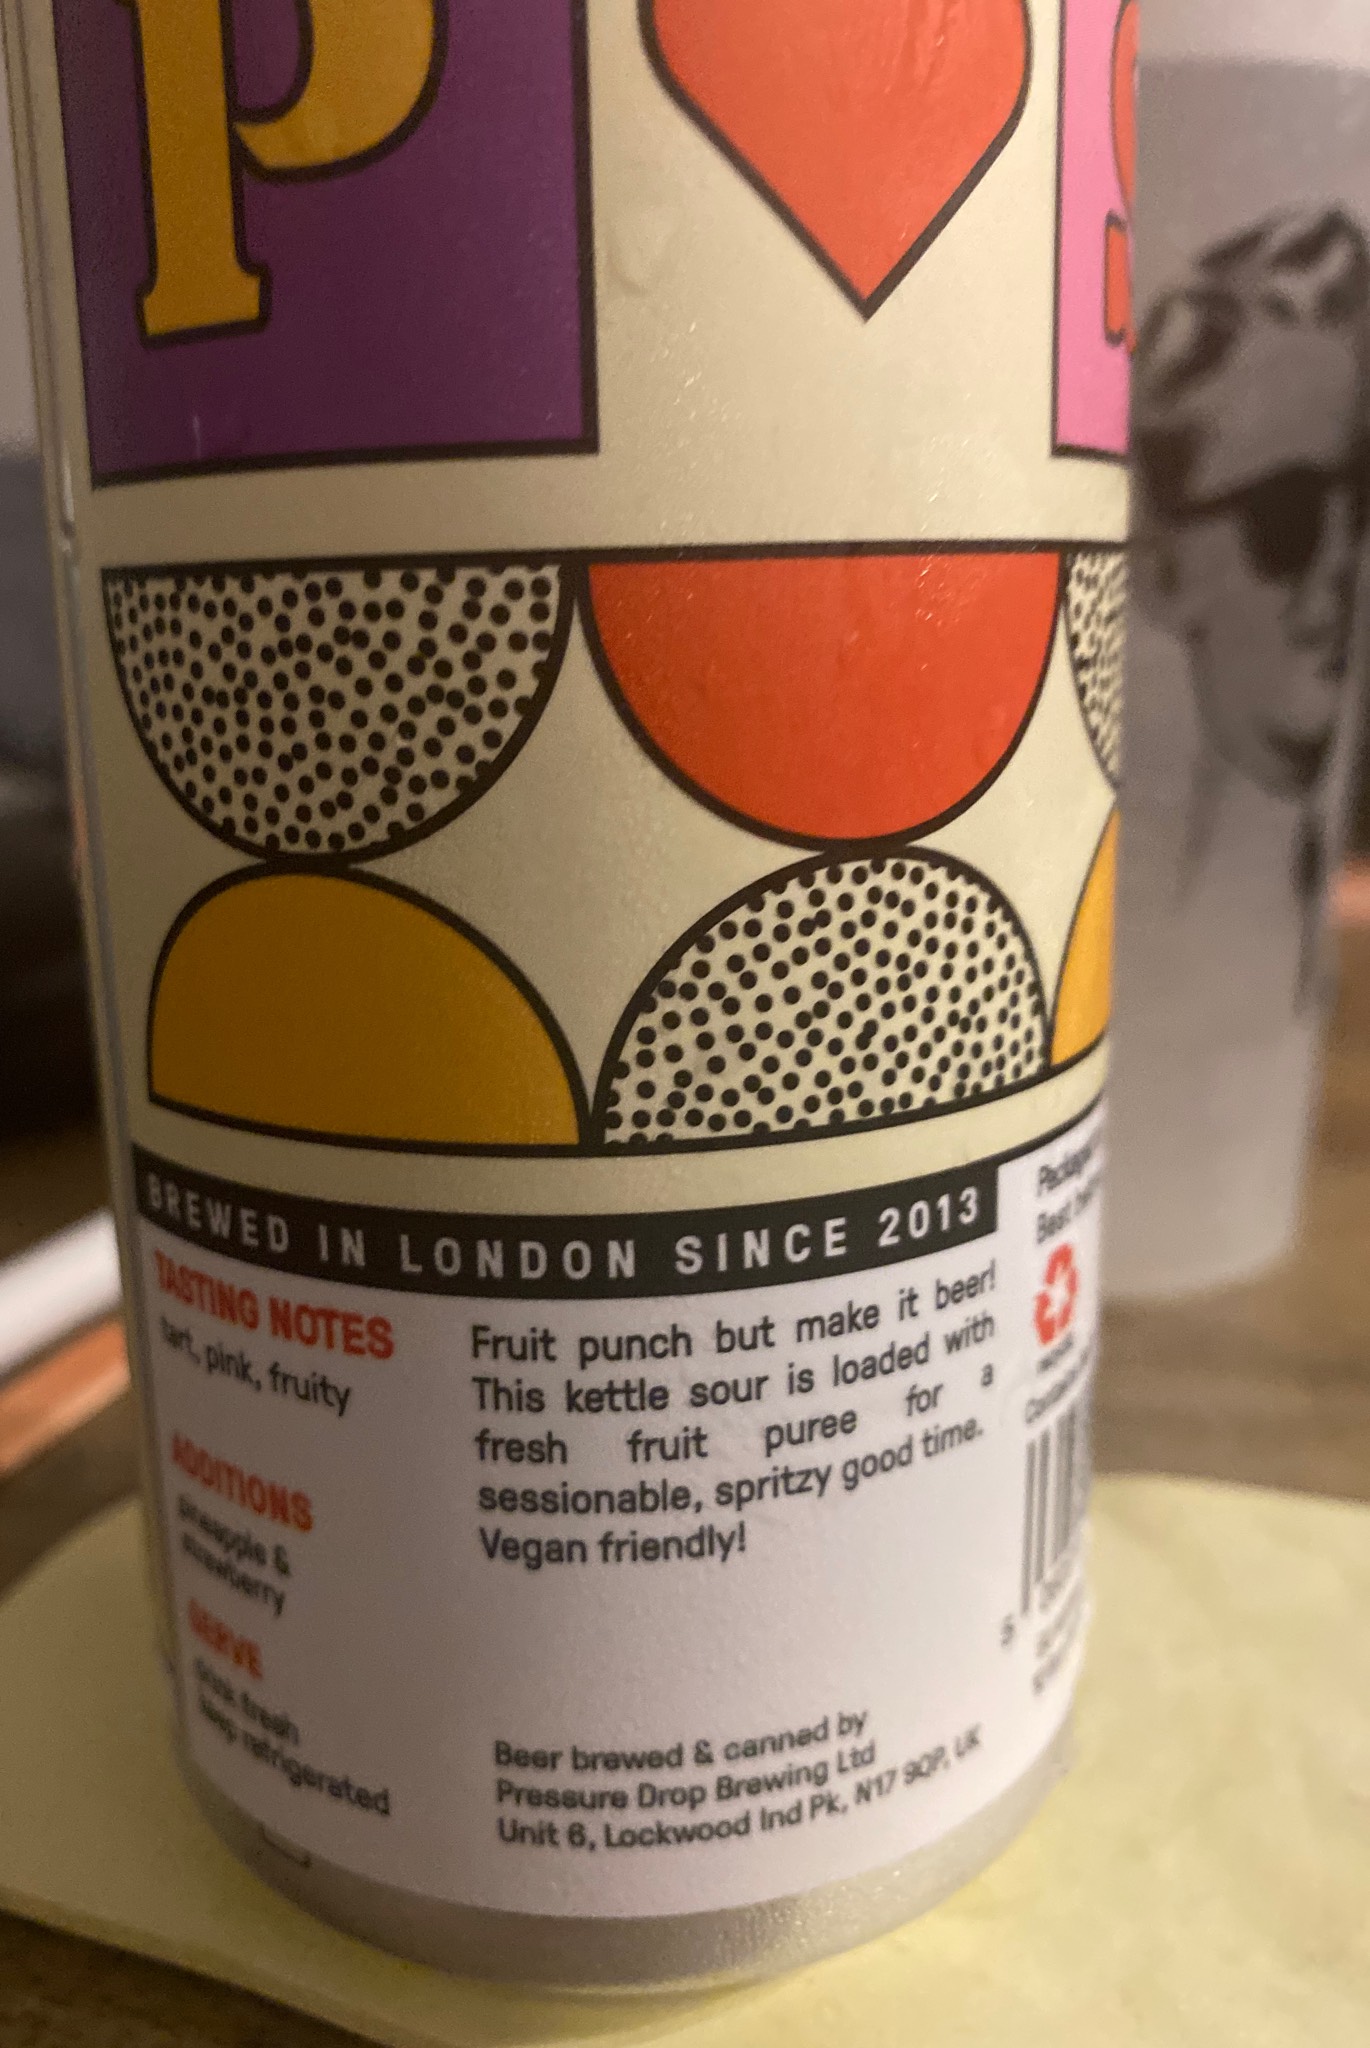 p
BREWED IN LONDON SINCE 2013
TASTING NOTES
tart, pink, fruity
ADDITIONS
pineapple &
strawberry
SERVE
keep refrigerated
Fruit punch but make it beer!
This kettle sour is loaded with
fresh fruit puree for a
sessionable, spritzy good time.
Vegan friendly!
Beer brewed & canned by
Pressure Drop Brewing Ltd
Unit 6, Lockwood Ind Pk, N17 9QP, UK
Best
5